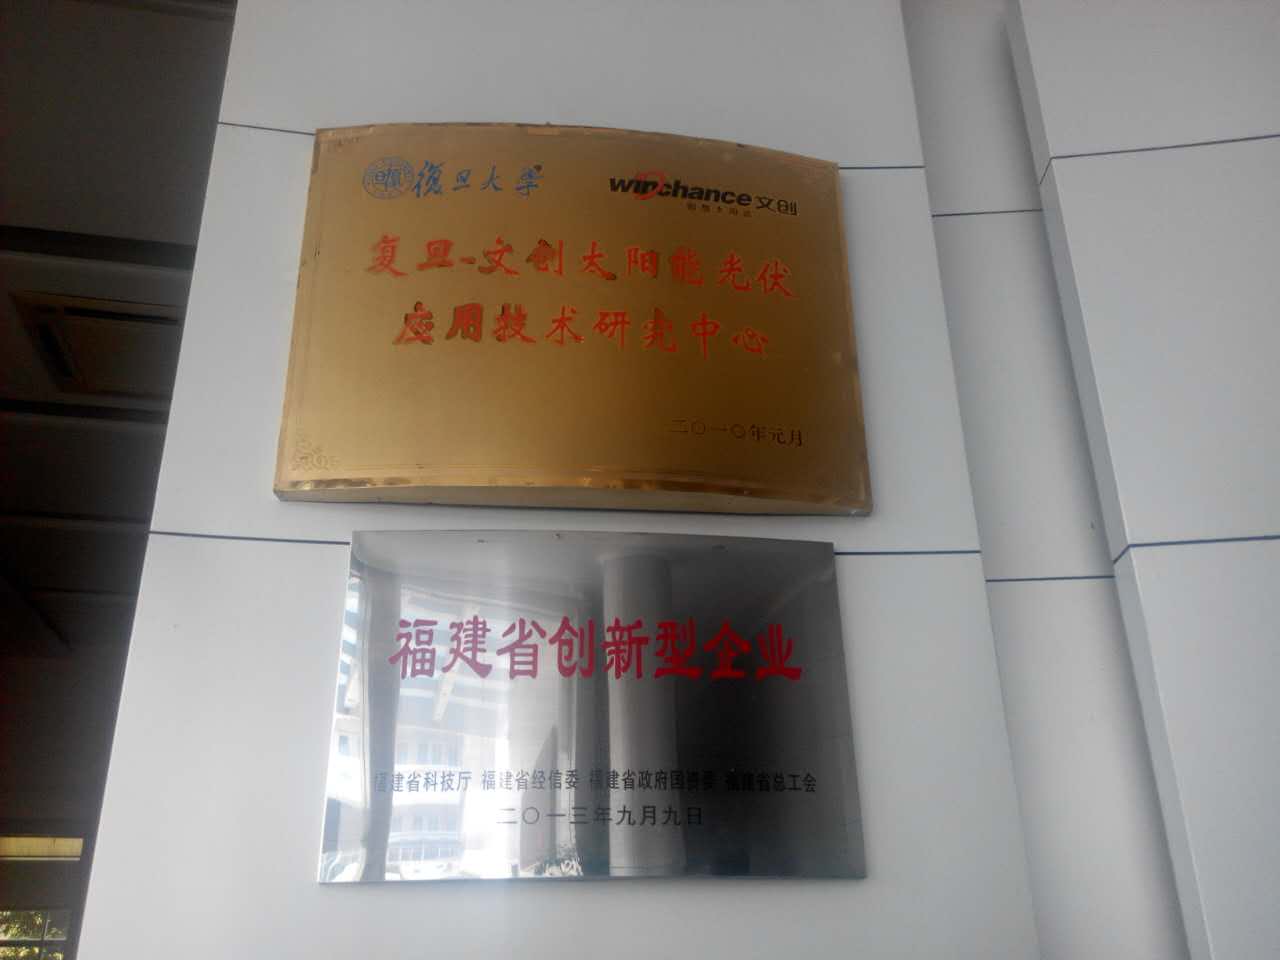 復旦大學
winchance文创
复旦-文创太阳能光伏
应用技术研究中心
二〇一〇年元月
福建省创新型企业
福建省科技厅 福建省经信委 福建省政府国资委 福建省总工会
二〇一三年九月九日